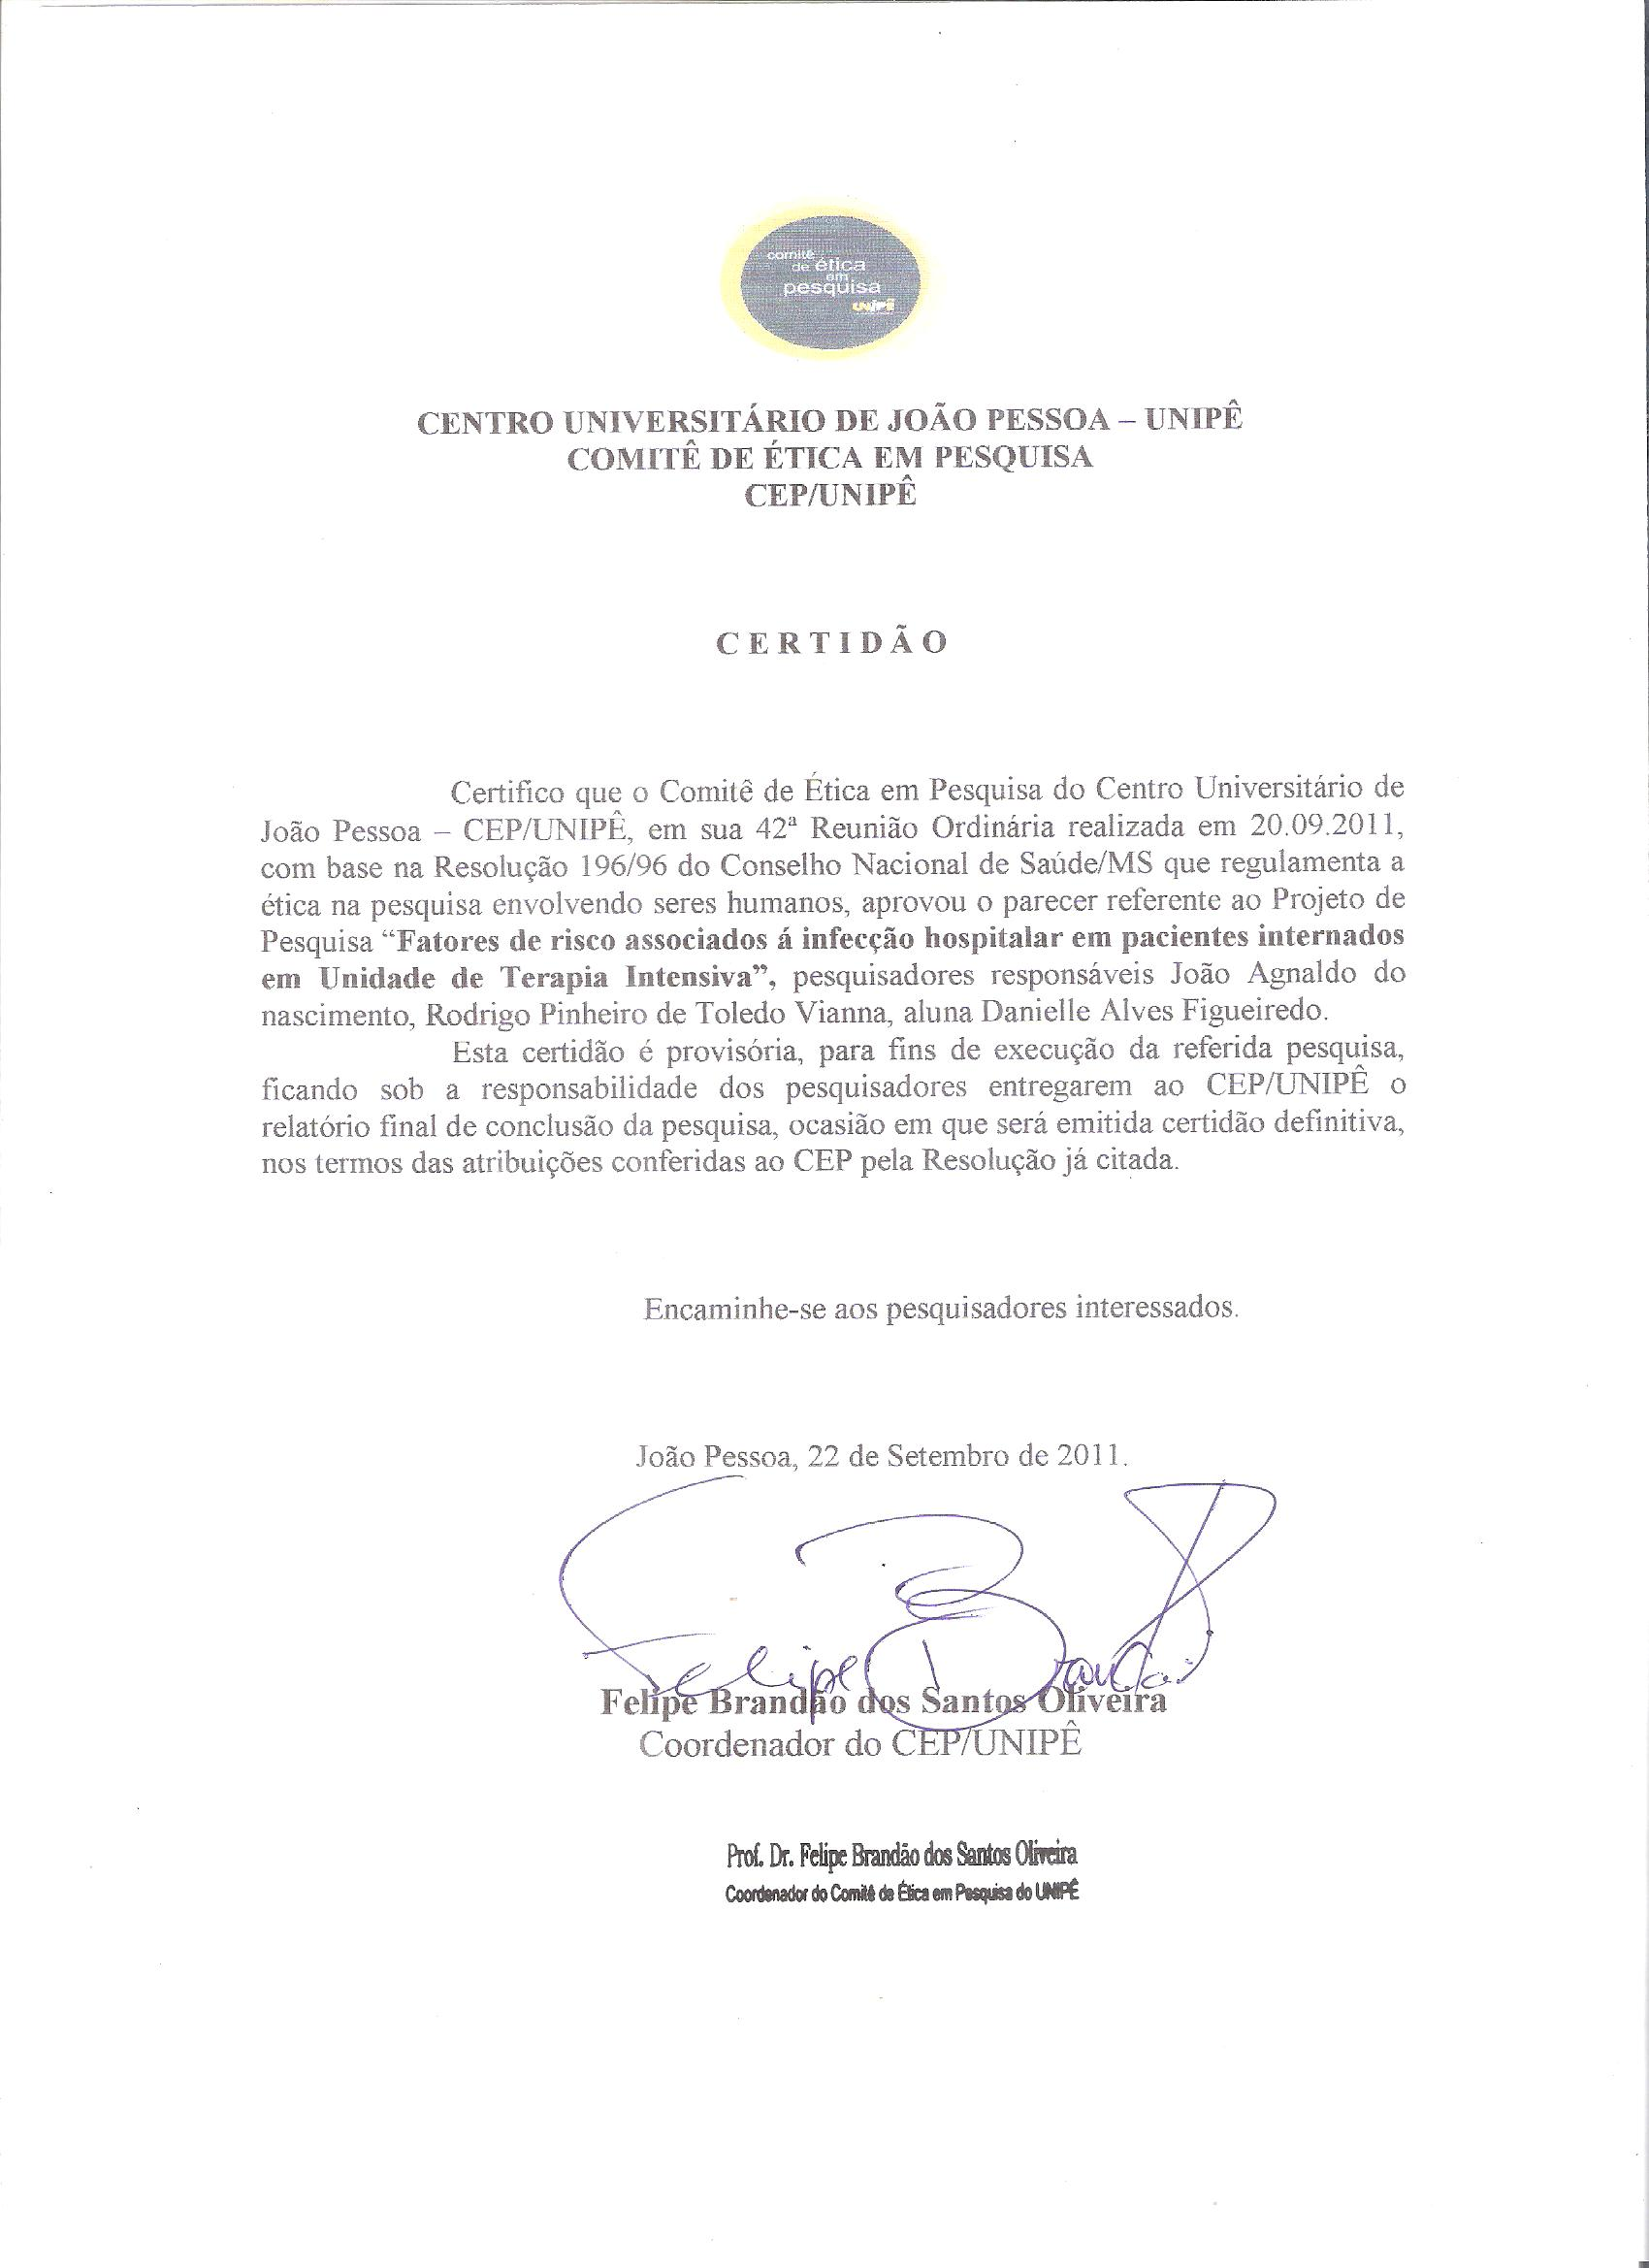 comitê
de ética
em
pesquisa
UNIPÊ
CENTRO UNIVERSITÁRIO DE JOÃO PESSOA – UNIPÊ
COMITÊ DE ÉTICA EM PESQUISA
CEP/UNIPÊ
CERTIDÃO
Certifico que o Comitê de Ética em Pesquisa do Centro Universitário de
João Pessoa – CEP/UNIPÊ, em sua 42ª Reunião Ordinária realizada em 20.09.2011,
com base na Resolução 196/96 do Conselho Nacional de Saúde/MS que regulamenta a
ética na pesquisa envolvendo seres humanos, aprovou o parecer referente ao Projeto de
Pesquisa “Fatores de risco associados á infecção hospitalar em pacientes internados
em Unidade de Terapia Intensiva”, pesquisadores responsáveis João Agnaldo do
nascimento, Rodrigo Pinheiro de Toledo Vianna, aluna Danielle Alves Figueiredo.
Esta certidão é provisória, para fins de execução da referida pesquisa,
ficando sob a responsabilidade dos pesquisadores entregarem ao CEP/UNIPÊ o
relatório final de conclusão da pesquisa, ocasião em que será emitida certidão definitiva,
nos termos das atribuições conferidas ao CEP pela Resolução já citada.
Encaminhe-se aos pesquisadores interessados.
João Pessoa, 22 de Setembro de 2011.
Felipe Brandão
Felipe Brandão dos Santos Oliveira
Coordenador do CEP/UNIPÊ
Prof. Dr. Felipe Brandão dos Santos Oliveira
Coordenador do Comitê de Ética em Pesquisa do UNIPÊ